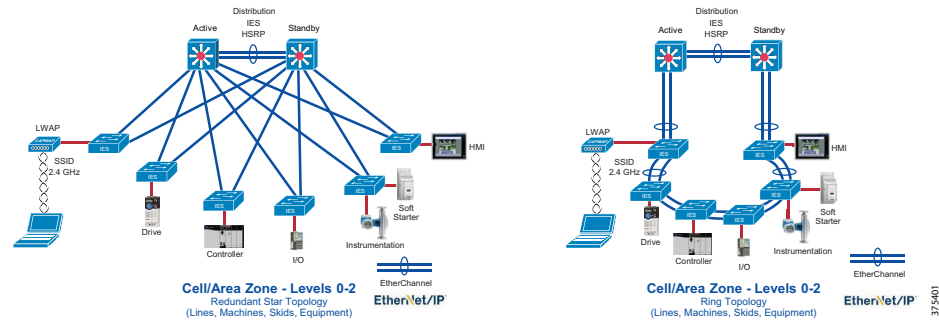 Distribution
IES
HSRP
Active
Standby
LWAP
SSID
2.4 GHz
IES
IES
IES
IES
IES
IES
HMI
Soft
Starter
Drive
Controller
I/O
Instrumentation
EtherChannel
Cell/Area Zone - Levels 0-2
Redundant Star Topology
(Lines, Machines, Skids, Equipment)
EtherNet/IP
Distribution
IES
HSRP
Active
Standby
LWAP
SSID
2.4 GHz
IES
IES
IES
IES
IES
IES
HMI
Soft
Starter
Drive
Controller
I/O
Instrumentation
EtherChannel
Cell/Area Zone - Levels 0-2
Ring Topology
(Lines, Machines, Skids, Equipment)
EtherNet/IP
375401